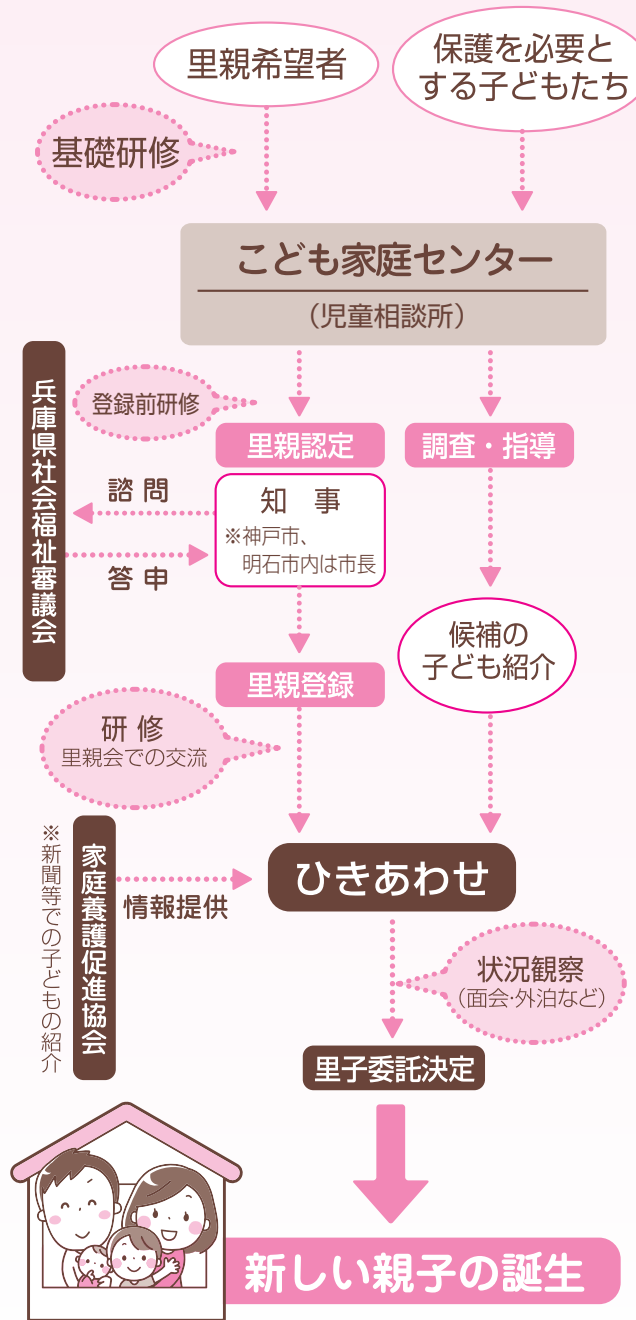 里親希望者
保護を必要と
する子どもたち
基礎研修
こども家庭センター
（児童相談所）
兵庫県社会福祉審議会
登録前研修
里親認定
調査・指導
諮 問
知　事
※神戸市、
明石市内は市長
答 申
候補の
子ども紹介
里親登録
研 修
里親会での交流
ひきあわせ
家庭養護促進協会
※新聞等での子どもの紹介
情報提供
状況観察
（面会・外泊など）
里子委託決定
新しい親子の誕生